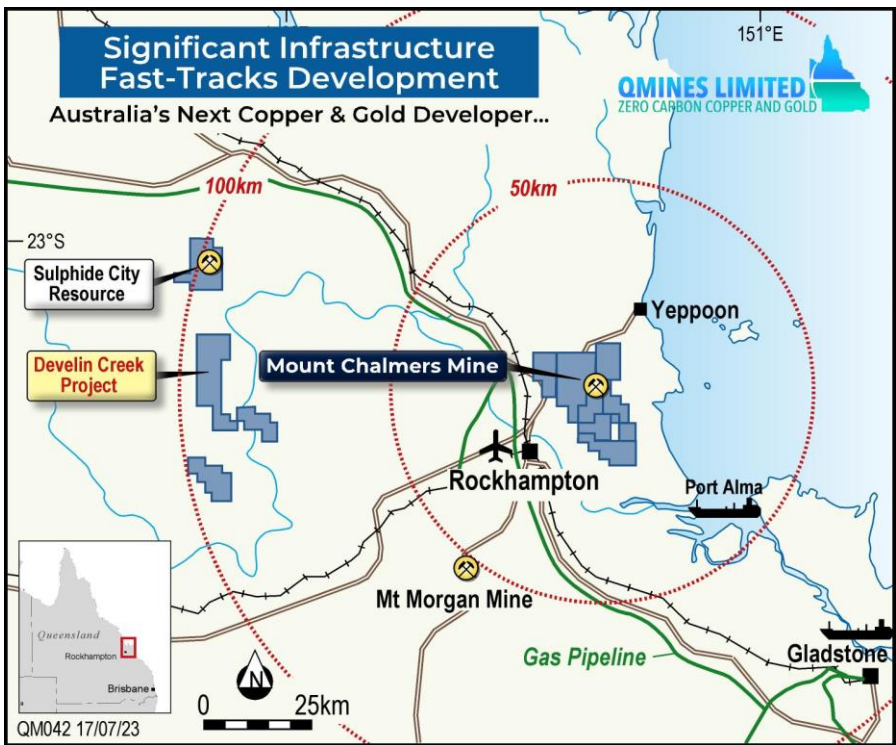 Significant Infrastructure
Fast-Tracks Development
Australia's Next Copper & Gold Developer...
151°E
QMINES LIMITED
ZERO CARBON COPPER AND GOLD
100km
50km
23°S
Sulphide City
Resource
Develin Creek
Project
Mount Chalmers Mine
Yeppoon
Rockhampton
Port Alma
Mt Morgan Mine
Gas Pipeline
Gladstone
Queensland
Rockhampton
Brisbane
N
0 25km
QM042 17/07/23